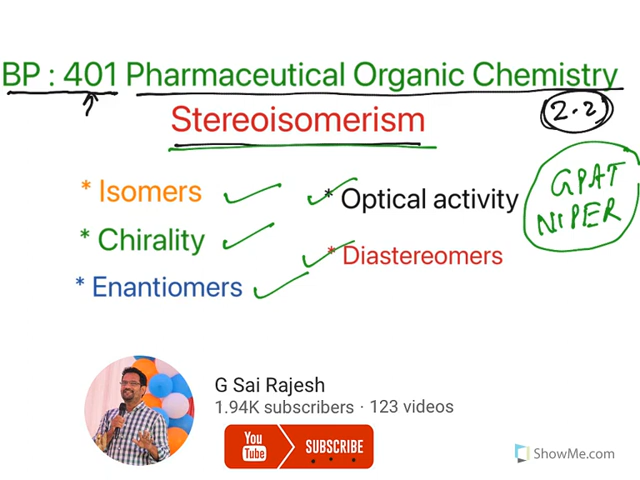 BP : 401 Pharmaceutical Organic Chemistry
Stereoisomerism
2-2
* Isomers
* Optical activity
GPAT
NIPER
* Chirality
* Diastereomers
* Enantiomers
G Sai Rajesh
1.94K subscribers · 123 videos
You
Tube
SUBSCRIBE
ShowMe.com